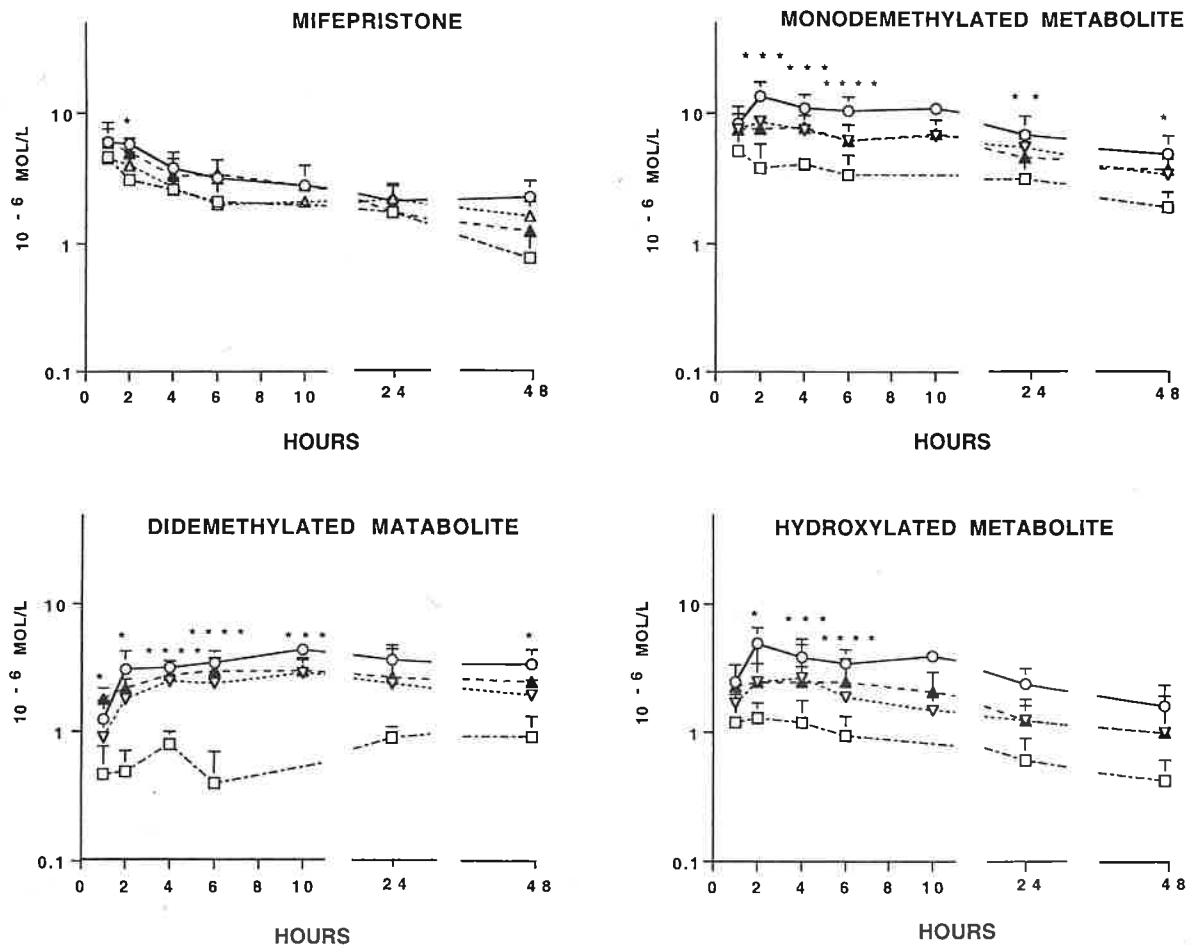 MIFEPRISTONE
MONODEMETHYLATED METABOLITE
10 - 6 MOL/L
10
1
0.1
*
0 2 4 6 8 10 24 48
HOURS
10 - 6 MOL/L
10
1
0.1
* * * * * * * * * * * * *
0 2 4 6 8 10 24 48
HOURS
DIDEMETHYLATED MATABOLITE
HYDROXYLATED METABOLITE
10 - 6 MOL/L
10
1
0.1
* * * * * * * * * * * * * *
0 2 4 6 8 10 24 48
HOURS
10 - 6 MOL/L
10
1
0.1
* * * * * * * *
0 2 4 6 8 10 24 48
HOURS